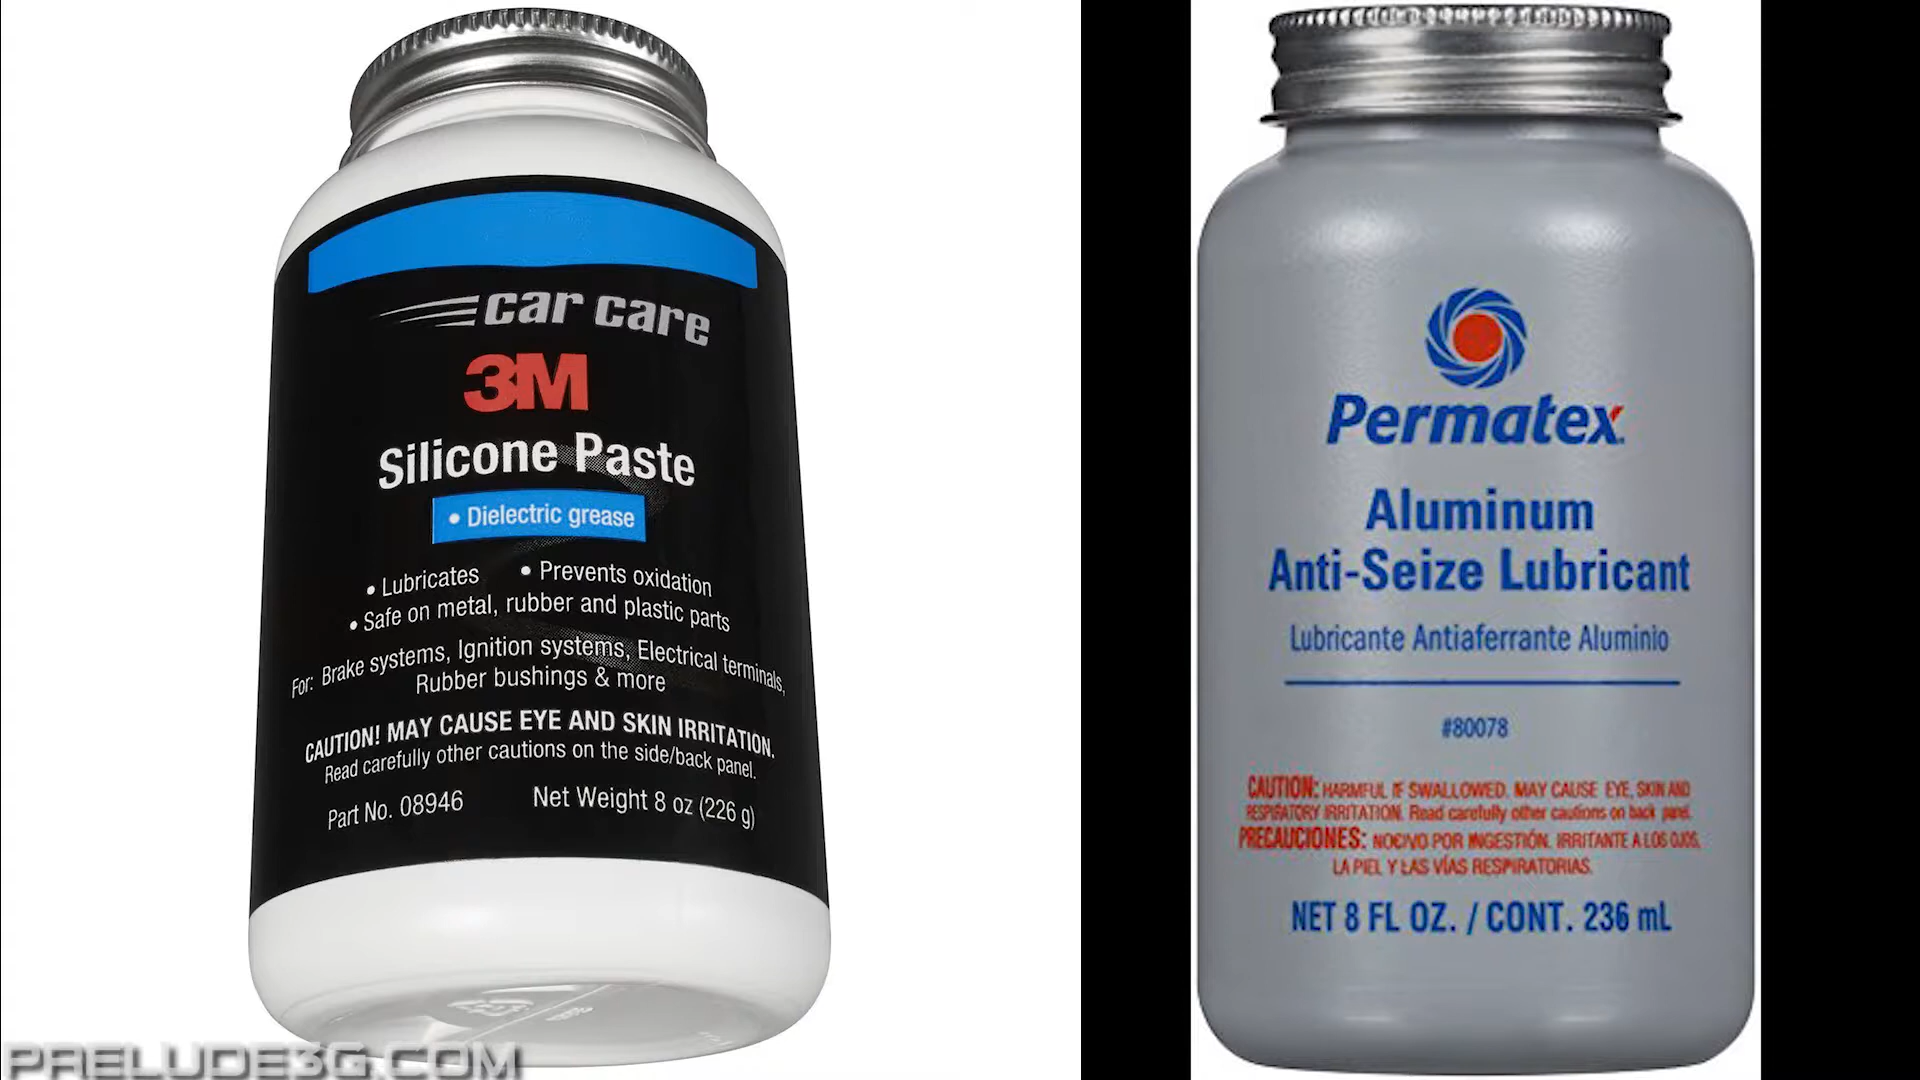 car care
3M
Silicone Paste
• Dielectric grease
• Lubricates • Prevents oxidation
• Safe on metal, rubber and plastic parts
For: Brake systems, Ignition systems, Electrical terminals,
Rubber bushings & more
CAUTION! MAY CAUSE EYE AND SKIN IRRITATION.
Read carefully other cautions on the side/back panel.
Part No. 08946 Net Weight 8 oz (226 g)
Permatex
Aluminum
Anti-Seize Lubricant
Lubricante Antiaferrante Aluminio
#80078
CAUTION: HARMFUL IF SWALLOWED. MAY CAUSE EYE, SKIN AND
RESPIRATORY IRRITATION. Read carefully other cautions on back panel.
PRECAUCIONES: NOCIVO POR INGESTIÓN. IRRITANTE A LOS OJOS,
LA PIEL Y LAS VÍAS RESPIRATORIAS.
NET 8 FL OZ. / CONT. 236 mL
PRELUDE3G.COM